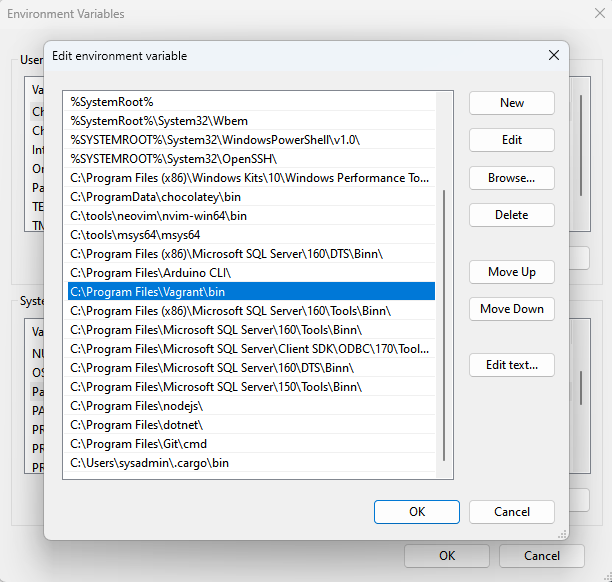 Environment Variables
Edit environment variable
User
Va
Ch
Ch
Int
On
Pa
TE
TM
%SystemRoot%
%SystemRoot%\System32\Wbem
%SYSTEMROOT%\System32\WindowsPowerShell\v1.0\
%SYSTEMROOT%\System32\OpenSSH\
C:\Program Files (x86)\Windows Kits\10\Windows Performance To...
C:\ProgramData\chocolatey\bin
C:\tools\neovim\nvim-win64\bin
C:\tools\msys64\msys64
C:\Program Files (x86)\Microsoft SQL Server\160\DTS\Binn\
C:\Program Files\Arduino CLI\
C:\Program Files\Vagrant\bin
C:\Program Files (x86)\Microsoft SQL Server\160\Tools\Binn\
C:\Program Files\Microsoft SQL Server\160\Tools\Binn\
C:\Program Files\Microsoft SQL Server\Client SDK\ODBC\170\Tool...
C:\Program Files\Microsoft SQL Server\160\DTS\Binn\
C:\Program Files\Microsoft SQL Server\150\Tools\Binn\
C:\Program Files\nodejs\
C:\Program Files\dotnet\
C:\Program Files\Git\cmd
C:\Users\sysadmin\.cargo\bin
New
Edit
Browse...
Delete
Move Up
Move Down
Edit text...
Syste
Va
NU
OS
Pa
PA
PR
PR
PR
OK
Cancel
OK
Cancel